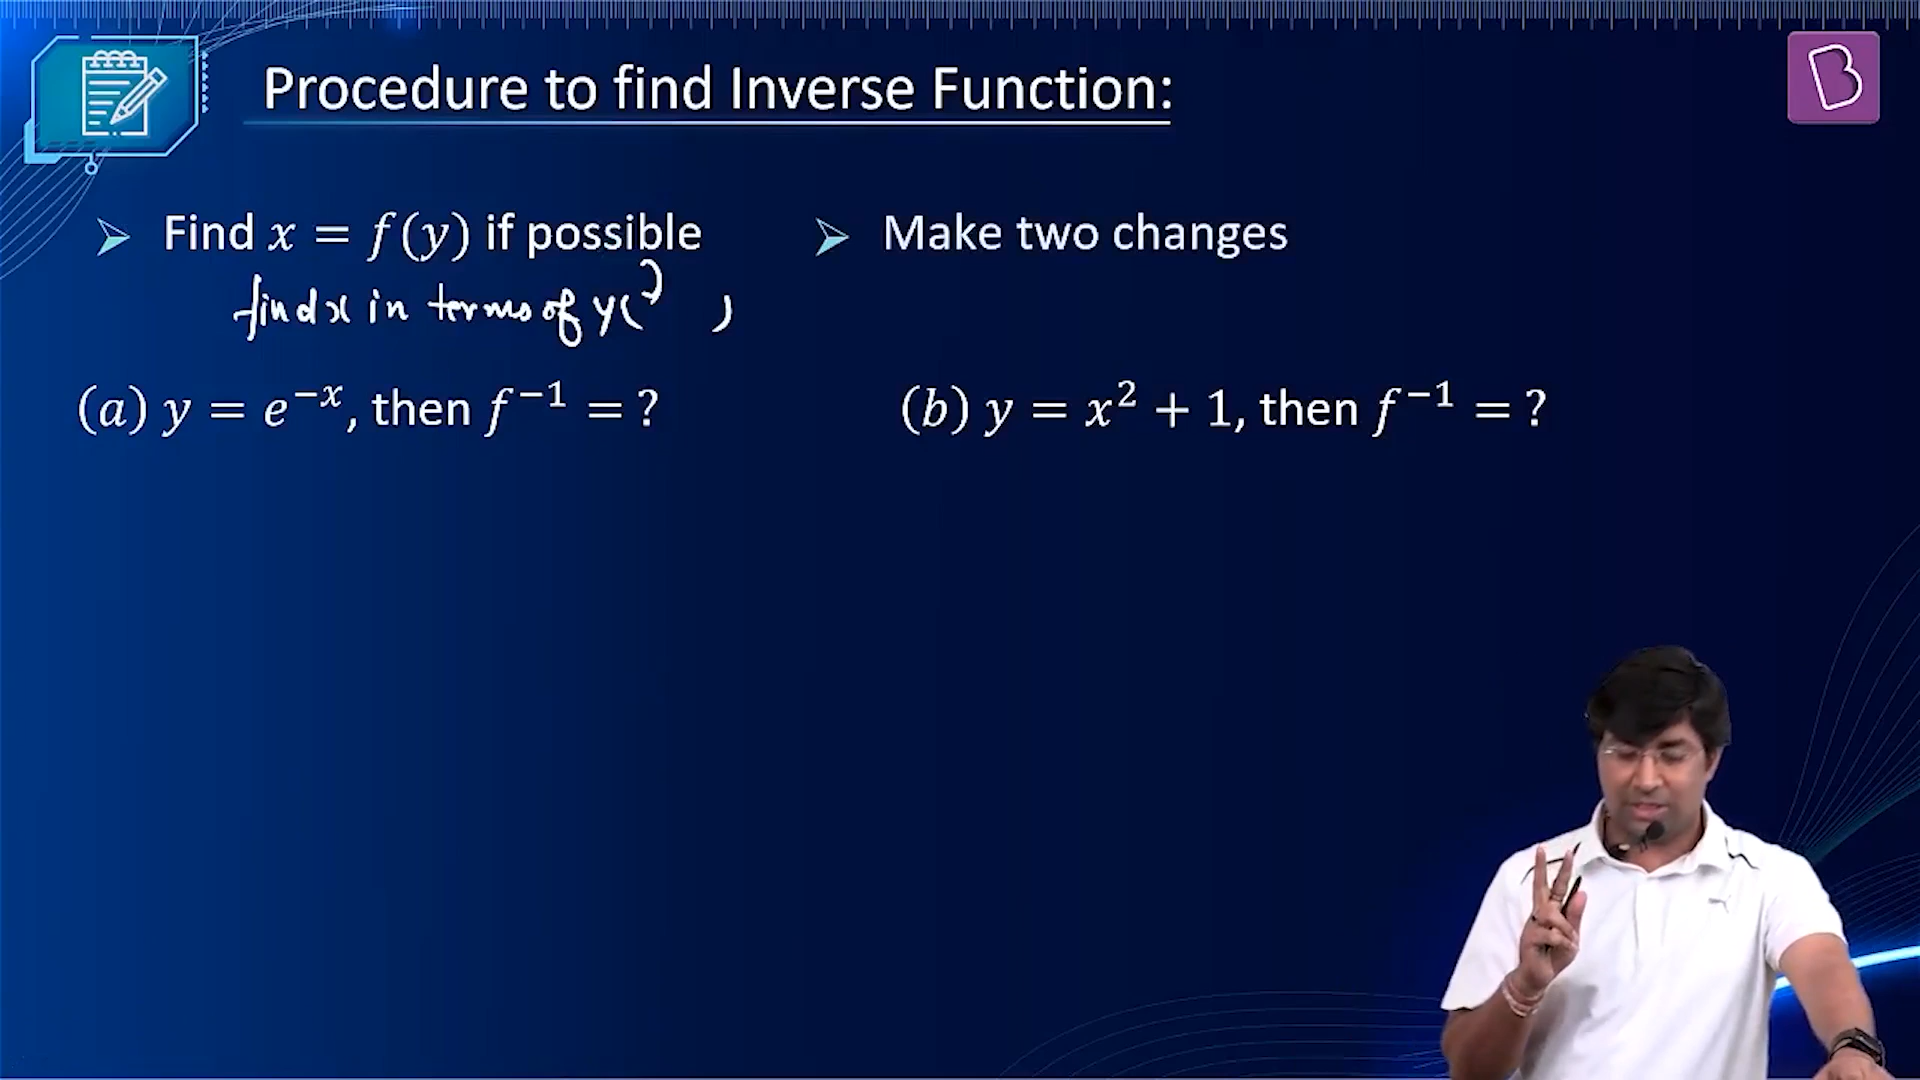 Procedure to find Inverse Function:
➢ Find x = f(y) if possible
➢ Make two changes
find x in terms of y( )
(a) y = e⁻ˣ, then f⁻¹ = ?
(b) y = x² + 1, then f⁻¹ = ?